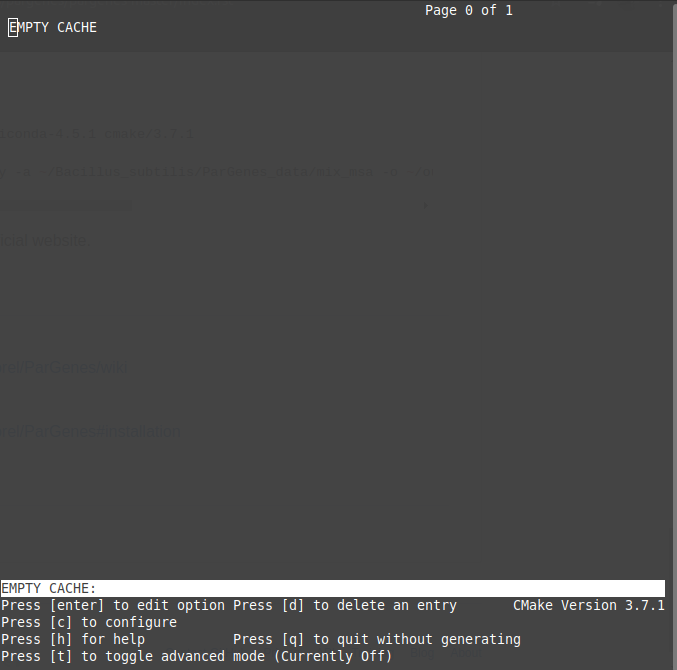 Page 0 of 1
EMPTY CACHE
EMPTY CACHE:
Press [enter] to edit option Press [d] to delete an entry CMake Version 3.7.1
Press [c] to configure
Press [h] for help Press [q] to quit without generating
Press [t] to toggle advanced mode (Currently Off)